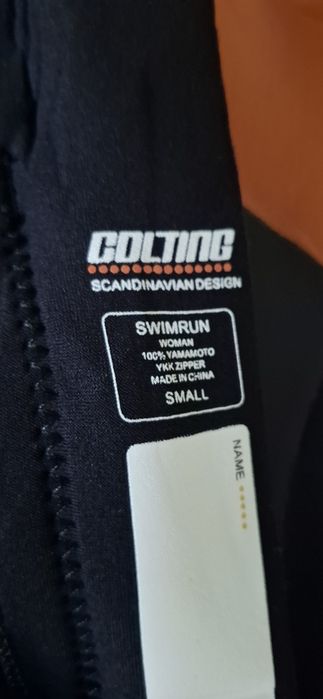 COLTING
SCANDINAVIAN DESIGN
SWIMRUN
WOMAN
100% YAMAMOTO
YKK ZIPPER
MADE IN CHINA
SMALL
NAME